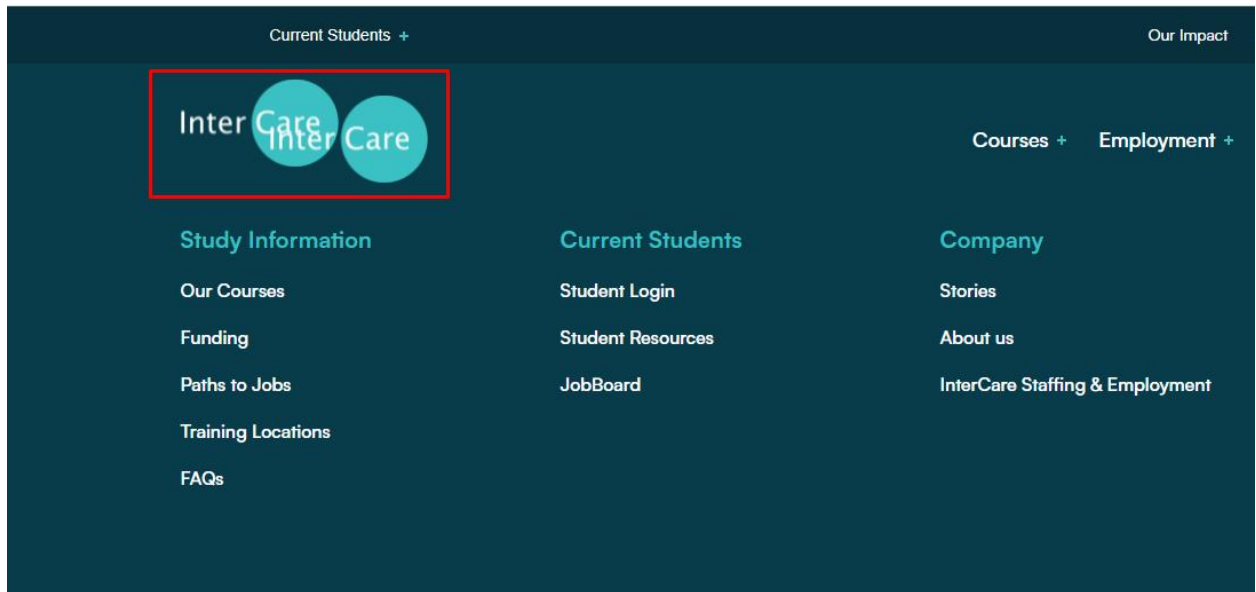 Current Students +
Our Impact
Inter Care
Inter Care
Courses +
Employment +
Study Information
Our Courses
Funding
Paths to Jobs
Training Locations
FAQs
Current Students
Student Login
Student Resources
JobBoard
Company
Stories
About us
InterCare Staffing & Employment